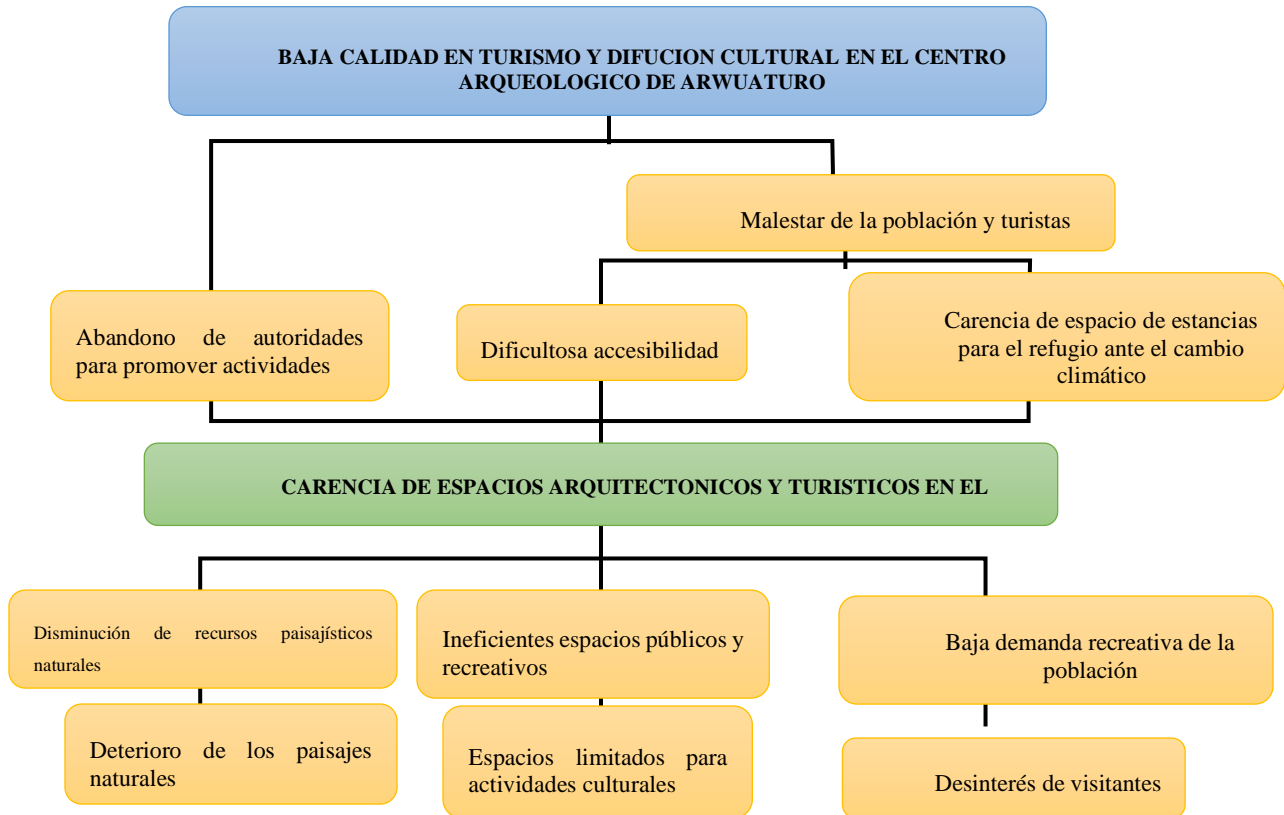 BAJA CALIDAD EN TURISMO Y DIFUCION CULTURAL EN EL CENTRO
ARQUEOLOGICO DE ARWUATURO
Malestar de la población y turistas
Abandono de autoridades
para promover actividades
Dificultosa accesibilidad
Carencia de espacio de estancias
para el refugio ante el cambio
climático
CARENCIA DE ESPACIOS ARQUITECTONICOS Y TURISTICOS EN EL
Disminución de recursos paisajísticos
naturales
Ineficientes espacios públicos y
recreativos
Baja demanda recreativa de la
población
Deterioro de los paisajes
naturales
Espacios limitados para
actividades culturales
Desinterés de visitantes